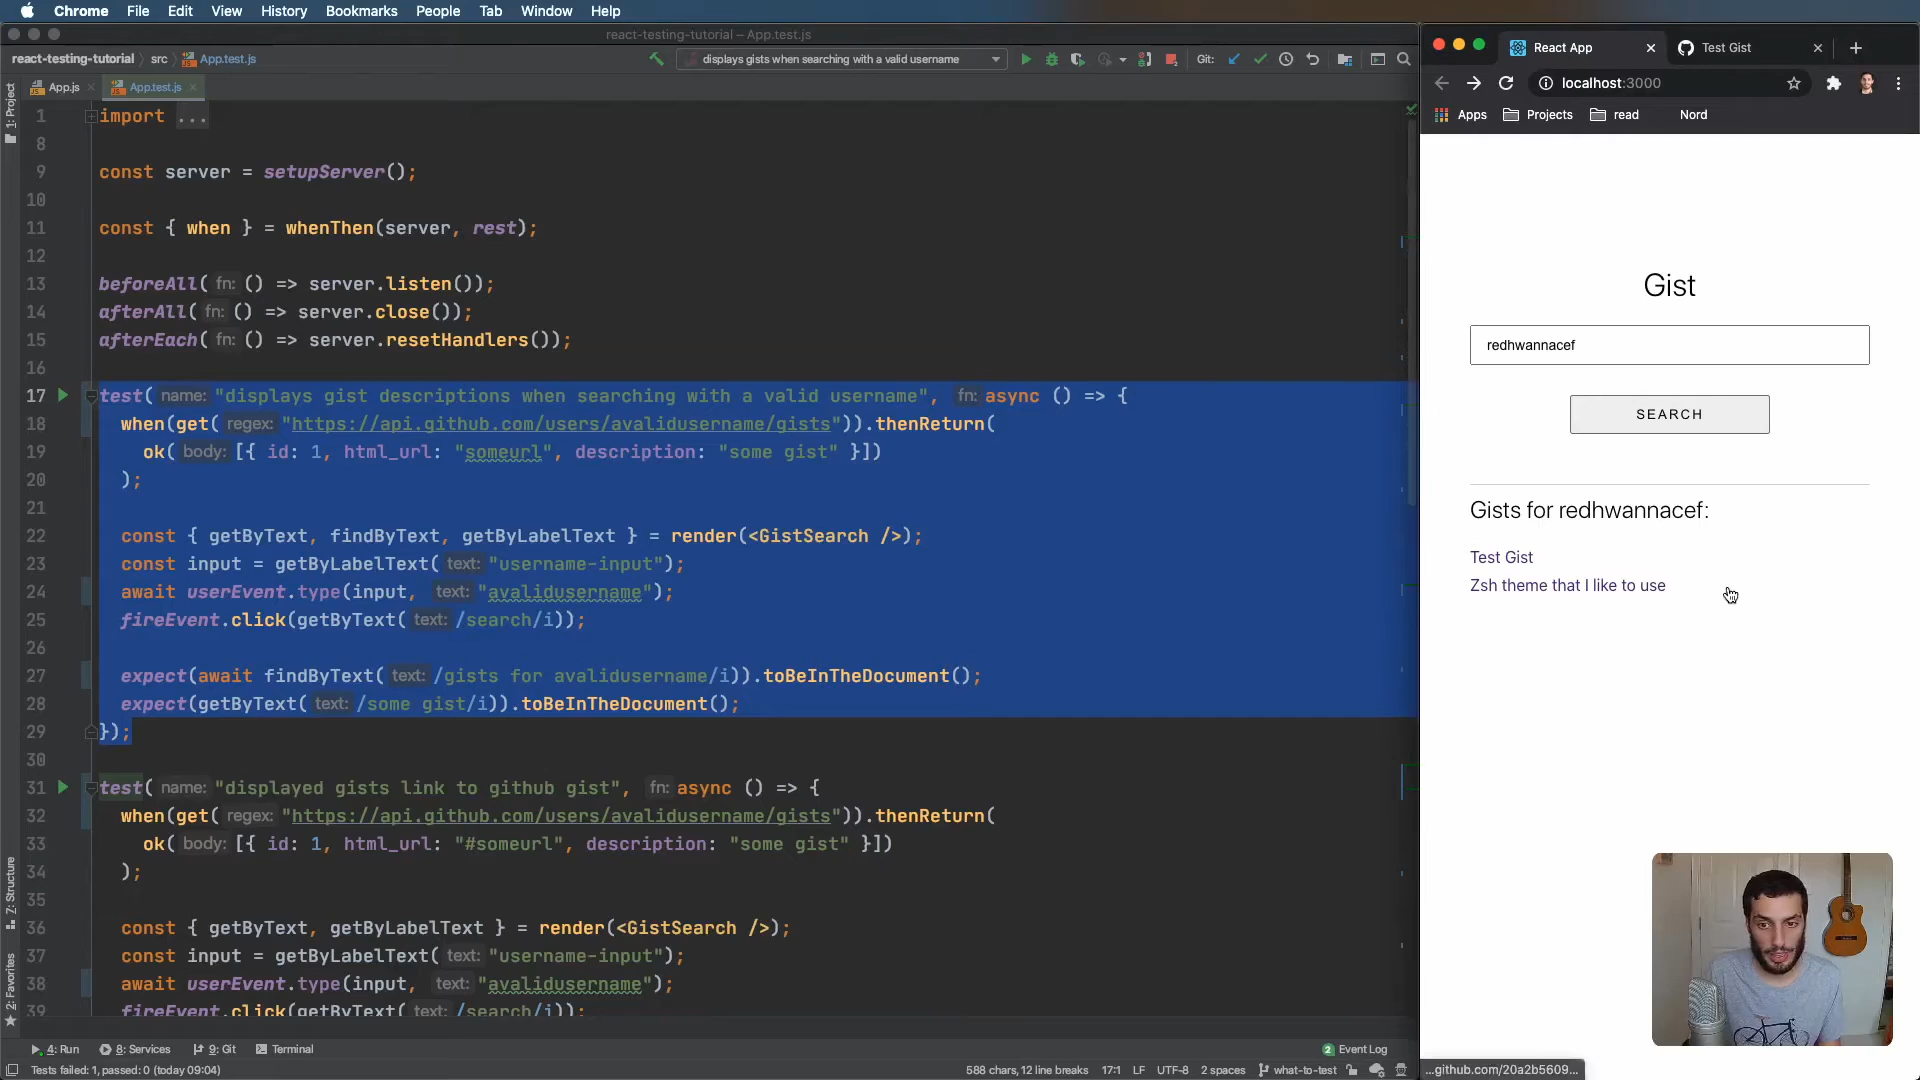 Chrome File Edit View History Bookmarks People Tab Window Help
react-testing-tutorial – App.test.js
react-testing-tutorial src App.test.js
displays gists when searching with a valid username
Git:
App.js App.test.js
1: Project
1 import ...
8
9 const server = setupServer();
10
11 const { when } = whenThen(server, rest);
12
13 beforeAll( fn: () => server.listen());
14 afterAll( fn: () => server.close());
15 afterEach( fn: () => server.resetHandlers());
16
17 test( name: "displays gist descriptions when searching with a valid username", fn: async () => {
18 when(get( regex: "https://api.github.com/users/avalidusername/gists")).thenReturn(
19 ok( body: [{ id: 1, html_url: "someurl", description: "some gist" }])
20 );
21
22 const { getByText, findByText, getByLabelText } = render(<GistSearch />);
23 const input = getByLabelText( text: "username-input");
24 await userEvent.type(input, text: "avalidusername");
25 fireEvent.click(getByText( text: /search/i));
26
27 expect(await findByText( text: /gists for avalidusername/i)).toBeInTheDocument();
28 expect(getByText( text: /some gist/i)).toBeInTheDocument();
29 });
30
31 test( name: "displayed gists link to github gist", fn: async () => {
32 when(get( regex: "https://api.github.com/users/avalidusername/gists")).thenReturn(
33 ok( body: [{ id: 1, html_url: "#someurl", description: "some gist" }])
34 );
35
36 const { getByText, getByLabelText } = render(<GistSearch />);
37 const input = getByLabelText( text: "username-input");
38 await userEvent.type(input, text: "avalidusername");
39 fireEvent.click(getByText( text: /search/i));
Z: Structure
2: Favorites
4: Run 8: Services 9: Git Terminal
2 Event Log
Tests failed: 1, passed: 0 (today 09:04)
588 chars, 12 line breaks 17:1 LF UTF-8 2 spaces what-to-test
React App Test Gist
localhost:3000
Apps Projects read Nord
Gist
redhwannacef
SEARCH
Gists for redhwannacef:
Test Gist
Zsh theme that I like to use
...github.com/20a2b5609...